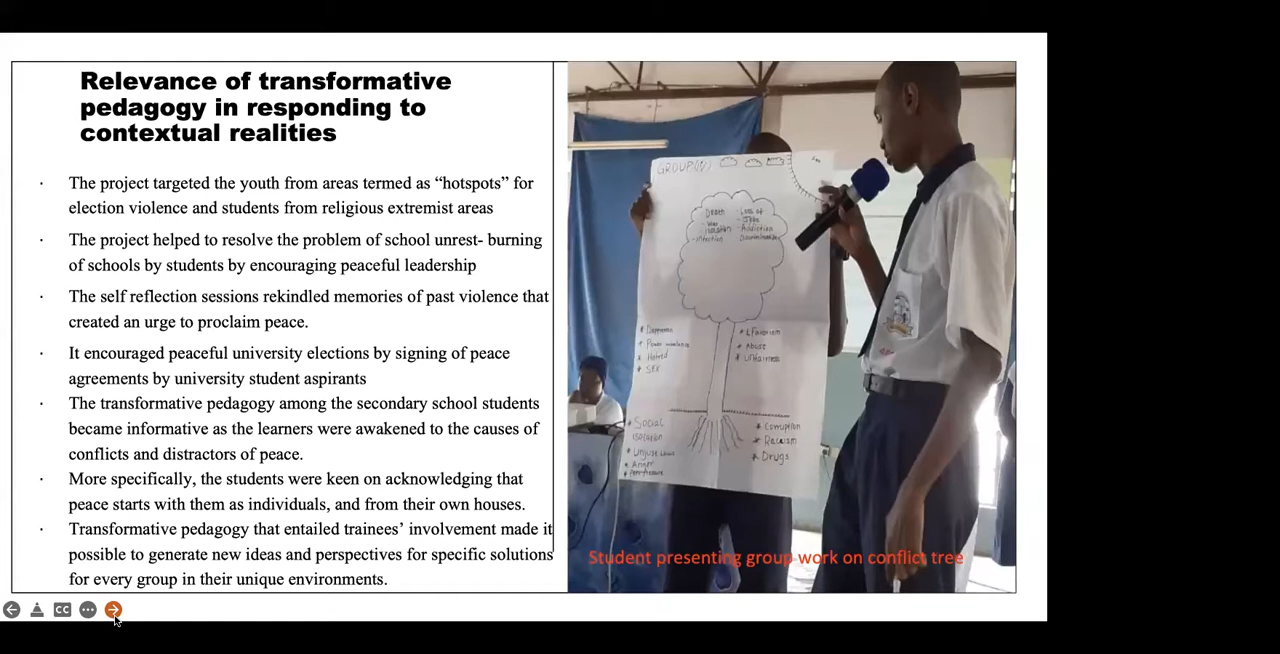 Relevance of transformative
pedagogy in responding to
contextual realities
· The project targeted the youth from areas termed as “hotspots” for
election violence and students from religious extremist areas
· The project helped to resolve the problem of school unrest- burning
of schools by students by encouraging peaceful leadership
· The self reflection sessions rekindled memories of past violence that
created an urge to proclaim peace.
· It encouraged peaceful university elections by signing of peace
agreements by university student aspirants
· The transformative pedagogy among the secondary school students
became informative as the learners were awakened to the causes of
conflicts and distractors of peace.
· More specifically, the students were keen on acknowledging that
peace starts with them as individuals, and from their own houses.
· Transformative pedagogy that entailed trainees’ involvement made it
possible to generate new ideas and perspectives for specific solutions
for every group in their unique environments.
GROUP
Death
- Loss of
Jobs
isolation
- Addiction
- infection
* Hatred
* Abuse
* Unfairness
* Social
isolation
* Anger
* Corruption
* Racism
* Drugs
Student presenting group work on conflict tree
CC